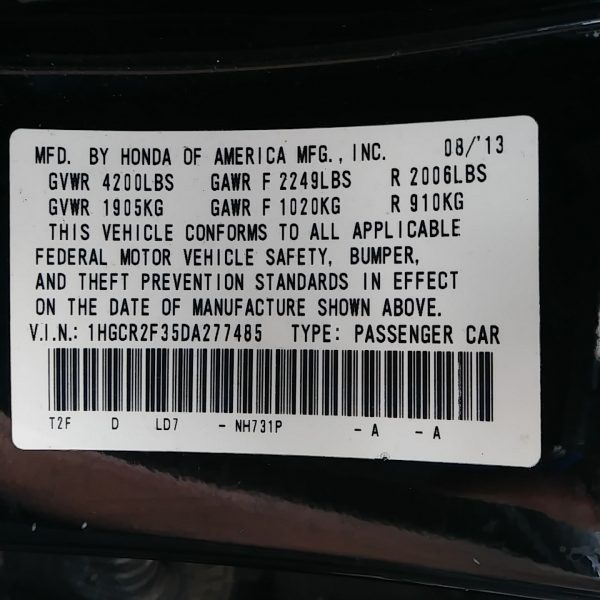 MFD. BY HONDA OF AMERICA MFG., INC. 08/'13
GVWR 4200LBS GAWR F 2249LBS R 2006LBS
GVWR 1905KG GAWR F 1020KG R 910KG
THIS VEHICLE CONFORMS TO ALL APPLICABLE
FEDERAL MOTOR VEHICLE SAFETY, BUMPER,
AND THEFT PREVENTION STANDARDS IN EFFECT
ON THE DATE OF MANUFACTURE SHOWN ABOVE.
V.I.N.: 1HGCR2F35DA277485 TYPE: PASSENGER CAR
T2F D LD7 - NH731P - A - A